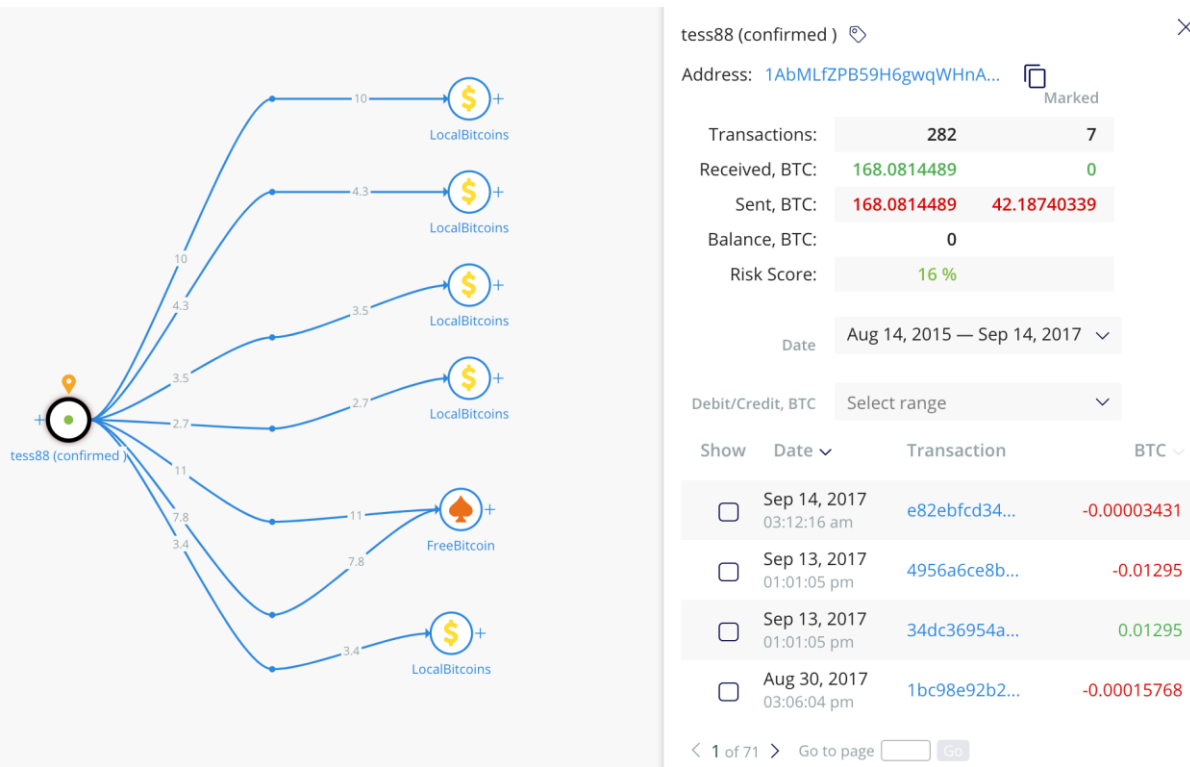 10
LocalBitcoins
4.3
LocalBitcoins
10
4.3
3.5
LocalBitcoins
3.5
2.7
LocalBitcoins
2.7
tess88 (confirmed )
11
11
FreeBitcoin
7.8
7.8
3.4
3.4
LocalBitcoins
tess88 (confirmed )
Address: 1AbMLfZPB59H6gwqWHnA...
Marked
Transactions: 282 7
Received, BTC: 168.0814489 0
Sent, BTC: 168.0814489 42.18740339
Balance, BTC: 0
Risk Score: 16 %
Date Aug 14, 2015 — Sep 14, 2017
Debit/Credit, BTC Select range
Show Date Transaction BTC
Sep 14, 2017
03:12:16 am
e82ebfcd34... -0.00003431
Sep 13, 2017
01:01:05 pm
4956a6ce8b... -0.01295
Sep 13, 2017
01:01:05 pm
34dc36954a... 0.01295
Aug 30, 2017
03:06:04 pm
1bc98e92b2... -0.00015768
1 of 71 Go to page Go